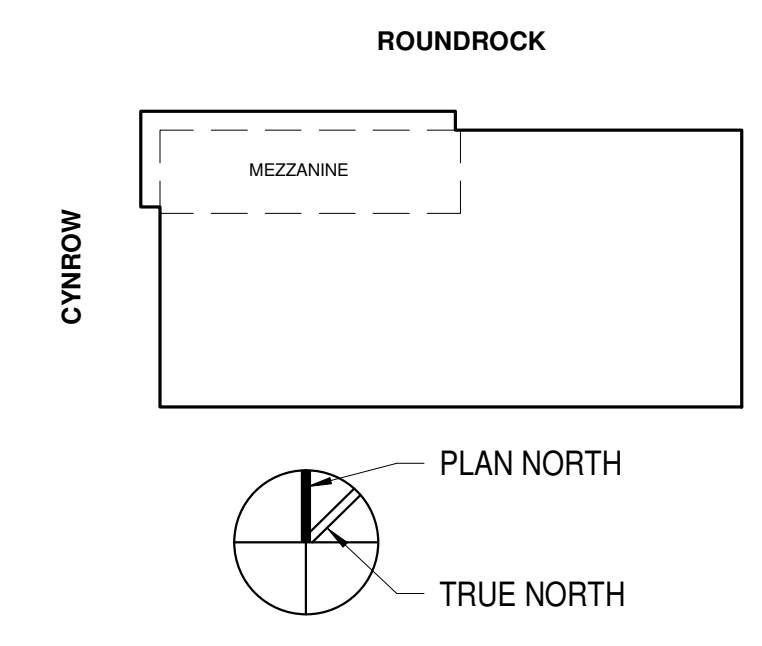 ROUNDROCK
MEZZANINE
CYNROW
PLAN NORTH
TRUE NORTH